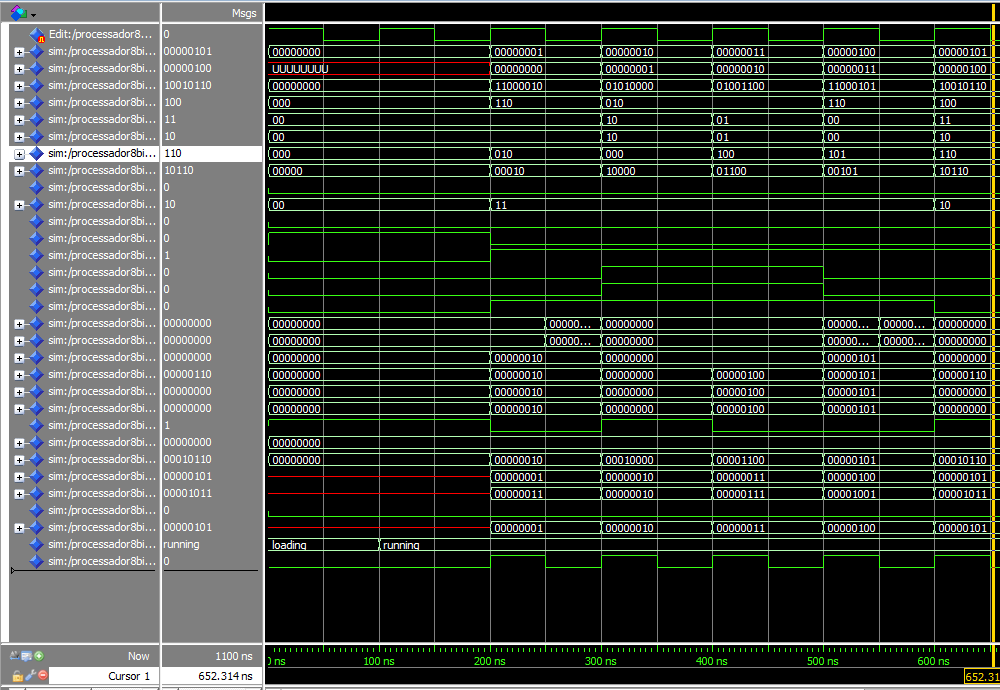 Msgs
Edit:/processador8... 0
sim:/processador8bi... 00000101 00000000 00000001 00000010 00000011 00000100 00000101
sim:/processador8bi... 00000100 UUUUUUUU 00000000 00000001 00000010 00000011 00000100
sim:/processador8bi... 10010110 00000000 11000010 01010000 01001100 11000101 10010110
sim:/processador8bi... 100 000 110 010 110 100
sim:/processador8bi... 11 00 10 01 00 11
sim:/processador8bi... 10 00 10 01 00 10
sim:/processador8bi... 110 000 010 000 100 101 110
sim:/processador8bi... 10110 00000 00010 10000 01100 00101 10110
sim:/processador8bi... 0
sim:/processador8bi... 10 00 11 10
sim:/processador8bi... 0
sim:/processador8bi... 0
sim:/processador8bi... 1
sim:/processador8bi... 0
sim:/processador8bi... 0
sim:/processador8bi... 0
sim:/processador8bi... 00000000 00000000 00000... 00000000 00000... 00000... 00000000
sim:/processador8bi... 00000000 00000000 00000... 00000000 00000... 00000... 00000000
sim:/processador8bi... 00000000 00000000 00000010 00000000 00000101 00000000
sim:/processador8bi... 00000110 00000000 00000010 00000000 00000100 00000101 00000110
sim:/processador8bi... 00000000 00000000 00000010 00000000 00000100 00000101 00000000
sim:/processador8bi... 00000000 00000000 00000010 00000000 00000100 00000101 00000000
sim:/processador8bi... 1
sim:/processador8bi... 00000000 00000000
sim:/processador8bi... 00010110 00000000 00000010 00010000 00001100 00000101 00010110
sim:/processador8bi... 00000101 00000001 00000010 00000011 00000100 00000101
sim:/processador8bi... 00001011 00000011 00000010 00000111 00001001 00001011
sim:/processador8bi... 0
sim:/processador8bi... 00000101 00000001 00000010 00000011 00000100 00000101
sim:/processador8bi... running loading running
sim:/processador8bi... 0
Now 1100 ns 0 ns 100 ns 200 ns 300 ns 400 ns 500 ns 600 ns
Cursor 1 652.314 ns 652.31